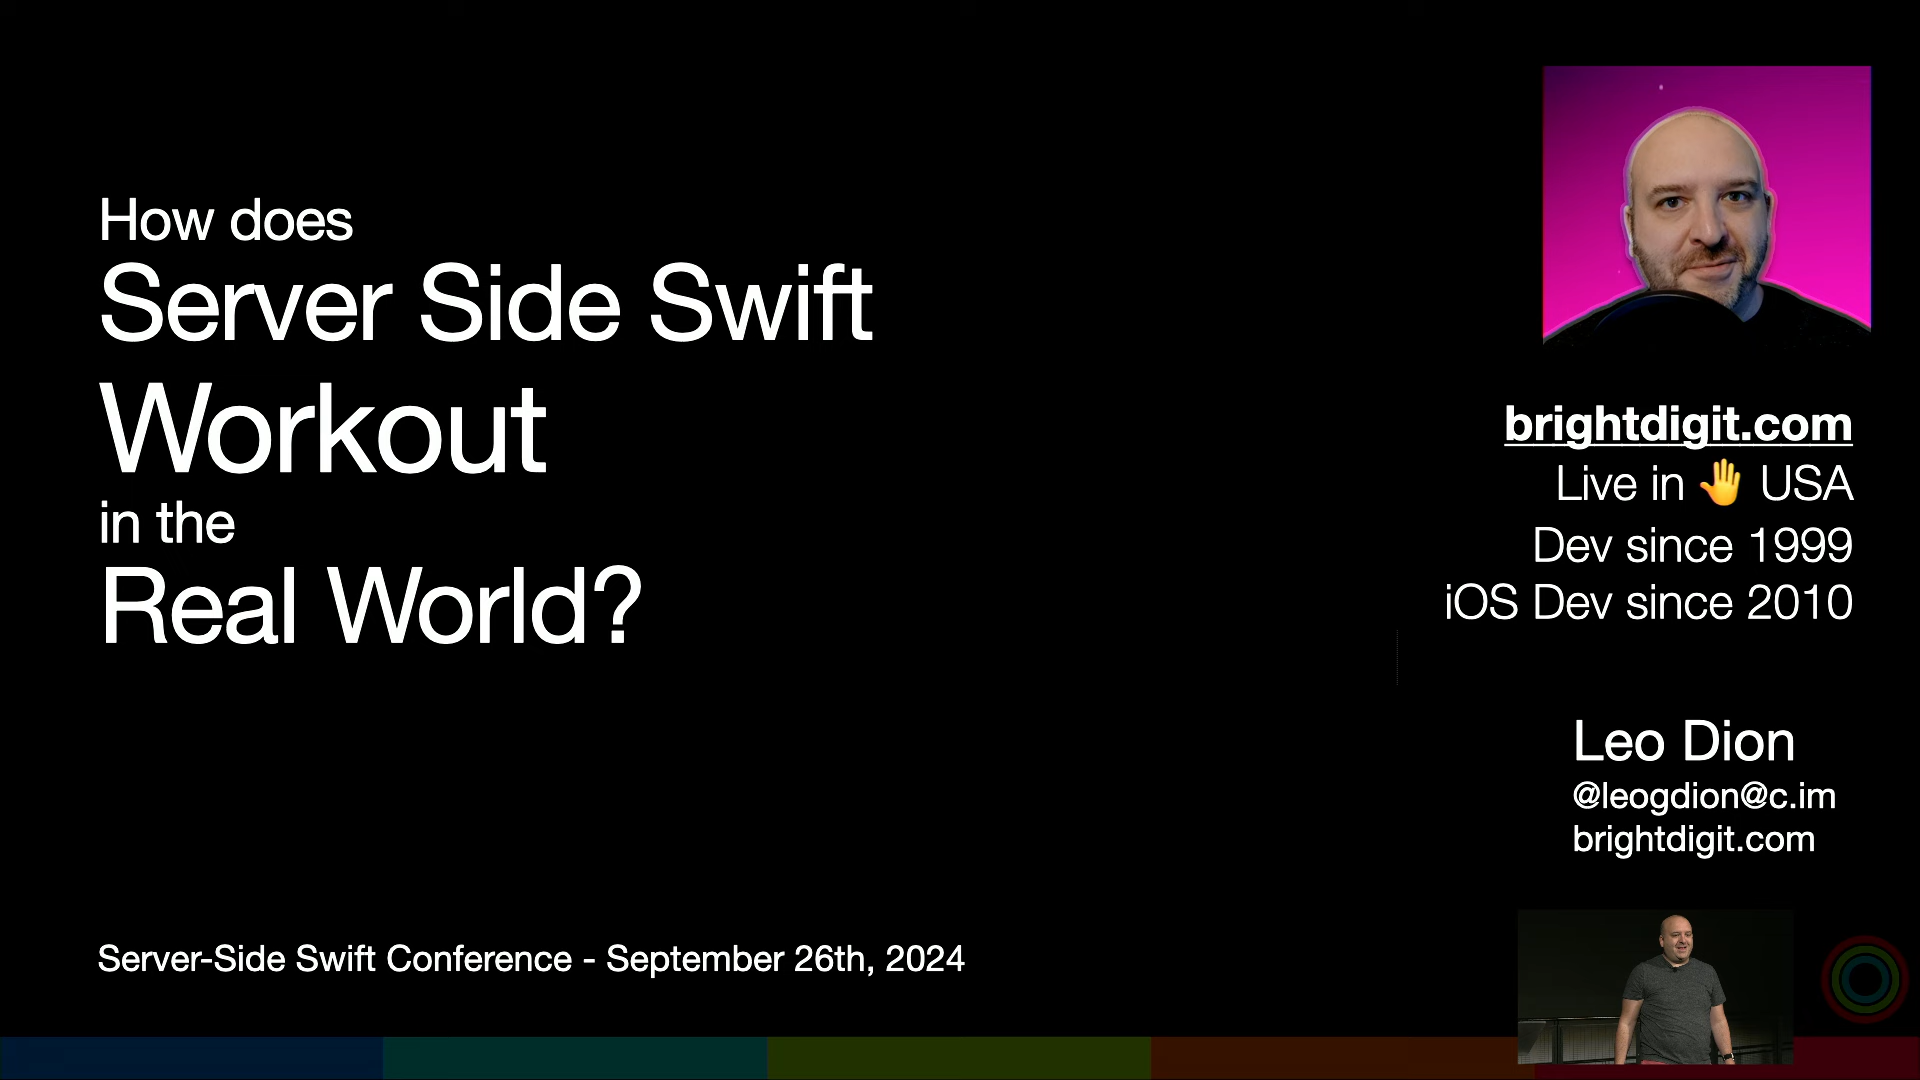 How does
Server Side Swift
Workout
in the
Real World?
brightdigit.com
Live in 🤚 USA
Dev since 1999
iOS Dev since 2010
Leo Dion
@leogdion@c.im
brightdigit.com
Server-Side Swift Conference - September 26th, 2024